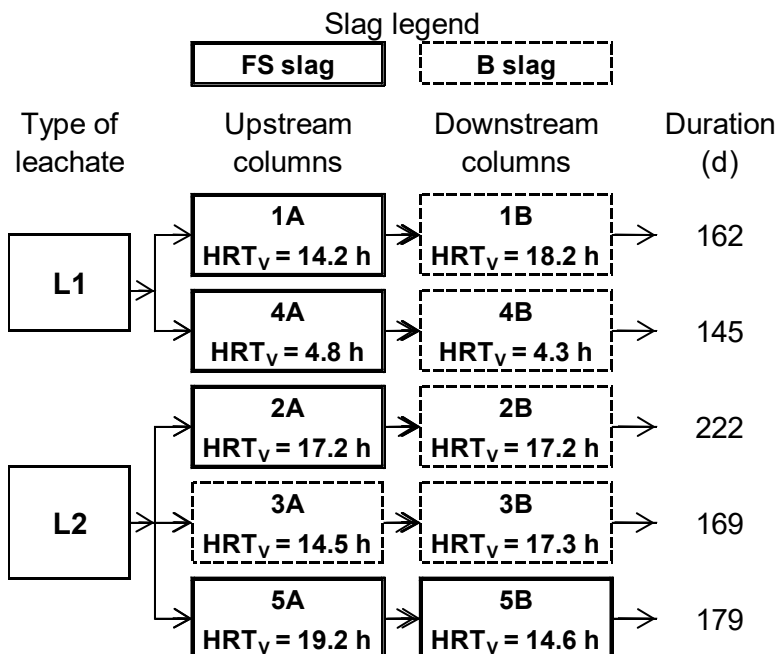 Slag legend
FS slag
B slag
Type of
leachate
Upstream
columns
Downstream
columns
Duration
(d)
L1
1A
HRTV = 14.2 h
1B
HRTV = 18.2 h
162
4A
HRTV = 4.8 h
4B
HRTV = 4.3 h
145
L2
2A
HRTV = 17.2 h
2B
HRTV = 17.2 h
222
3A
HRTV = 14.5 h
3B
HRTV = 17.3 h
169
5A
HRTV = 19.2 h
5B
HRTV = 14.6 h
179